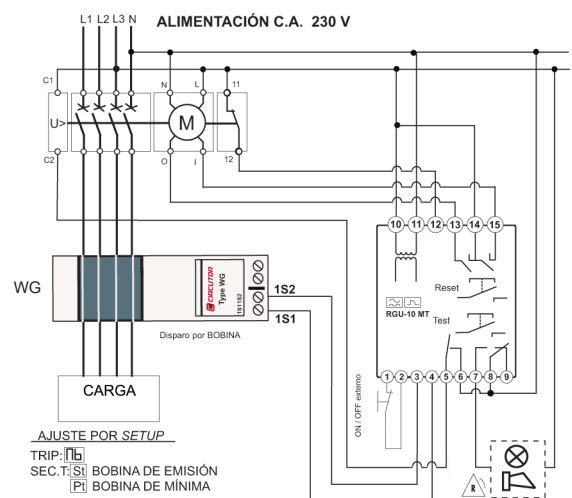 ALIMENTACIÓN C.A. 230 V
L1 L2 L3 N
C1
N
L
11
U>
M
C2
O
I
12
10 11 12 13 14 15
WG
CIRCUTOR
Type WG
1S11S2
1S2
1S1
Disparo por BOBINA
Reset
RGU-10 MT
Test
1 2 3 4 5 6 7 8 9
ON / OFF externo
CARGA
R
AJUSTE POR SETUP
TRIP:
SEC.T: St BOBINA DE EMISIÓN
Pt BOBINA DE MÍNIMA